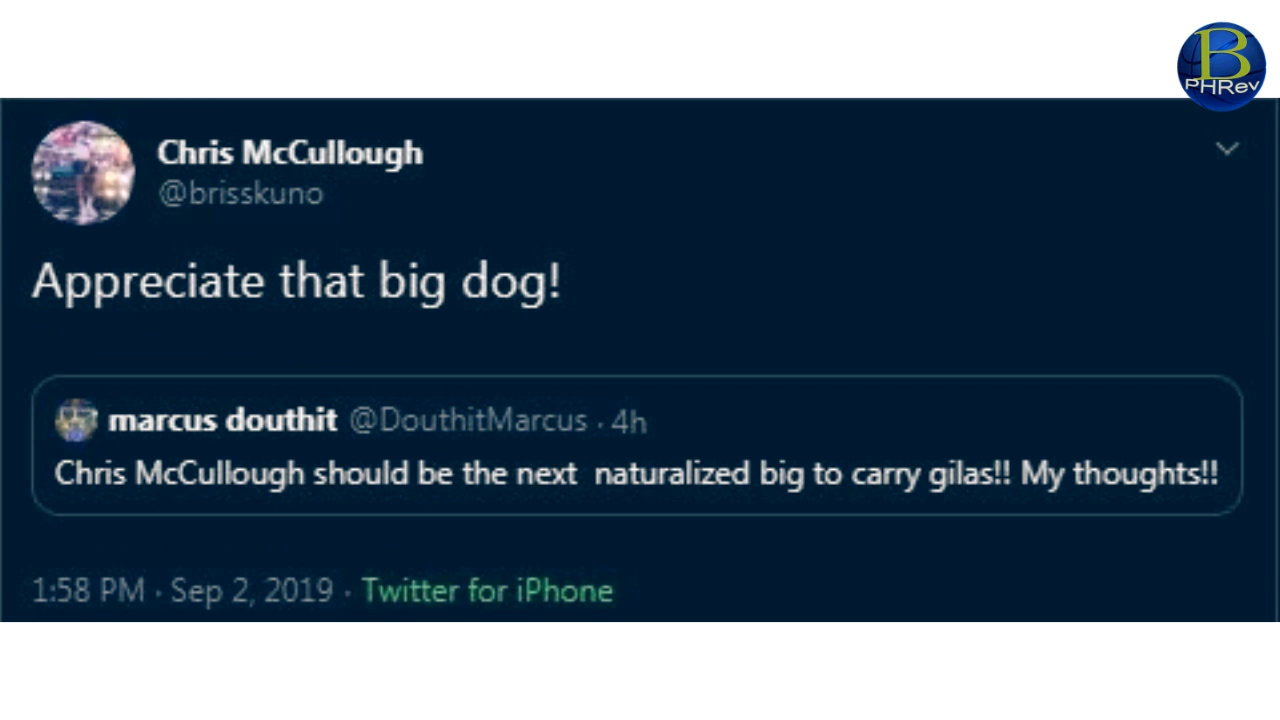 B
PHRev
Chris McCullough
@brisskuno
Appreciate that big dog!
marcus douthit @DouthitMarcus · 4h
Chris McCullough should be the next  naturalized big to carry gilas!! My thoughts!!
1:58 PM · Sep 2, 2019 · Twitter for iPhone